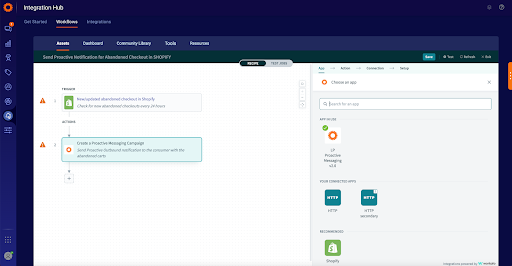 Integration Hub
Get Started
Workflows
Integrations
Assets
Dashboard
Community Library
Tools
Resources
Send Proactive Notification for Abandoned Checkout in SHOPIFY
Save
Test
Refresh
Exit
RECIPE
TEST JOBS
App
Action
Connection
Setup
Choose an app
Search for an app
TRIGGER
New/updated abandoned checkout in Shopify
Check for new abandoned checkouts every 24 hours
ACTIONS
Create a Proactive Messaging Campaign
Send Proactive Outbound Notification to the consumer with the
abandoned carts.
APP IN USE
LP
Proactive
Messaging
YOUR CONNECTED APPS
HTTP
HTTP
HTTP
HTTP
secondary
RECOMMENDED
Shopify
Integrations powered by workato